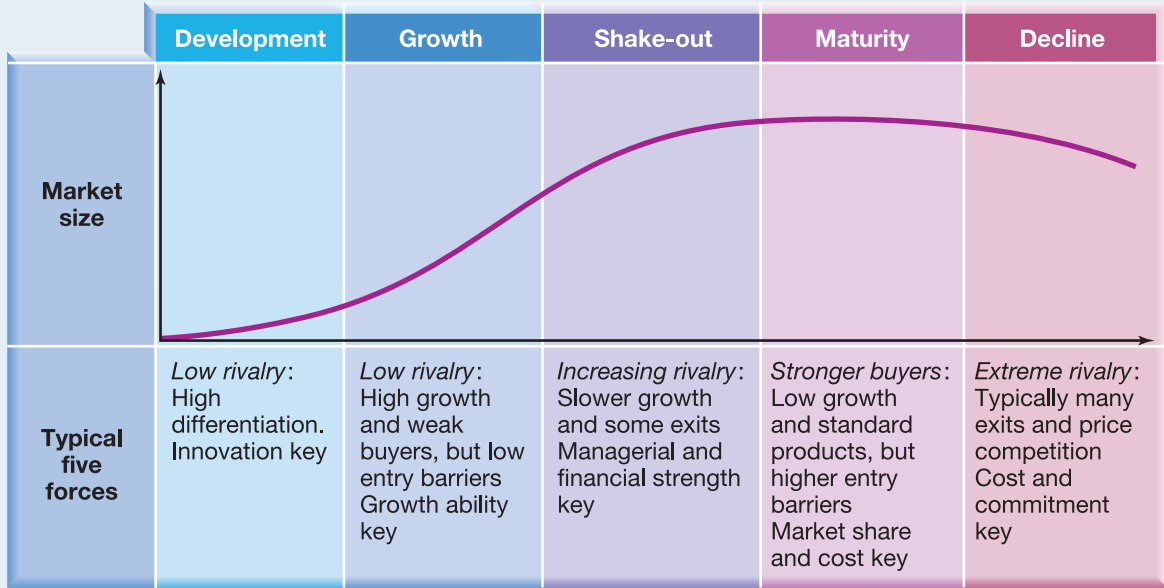 Development
Growth
Shake-out
Maturity
Decline
Market
size
Typical
five
forces
Low rivalry:
High
differentiation.
Innovation key
Low rivalry:
High growth
and weak
buyers, but low
entry barriers
Growth ability
key
Increasing rivalry:
Slower growth
and some exits
Managerial and
financial strength
key
Stronger buyers:
Low growth
and standard
products, but
higher entry
barriers
Market share
and cost key
Extreme rivalry:
Typically many
exits and price
competition
Cost and
commitment
key